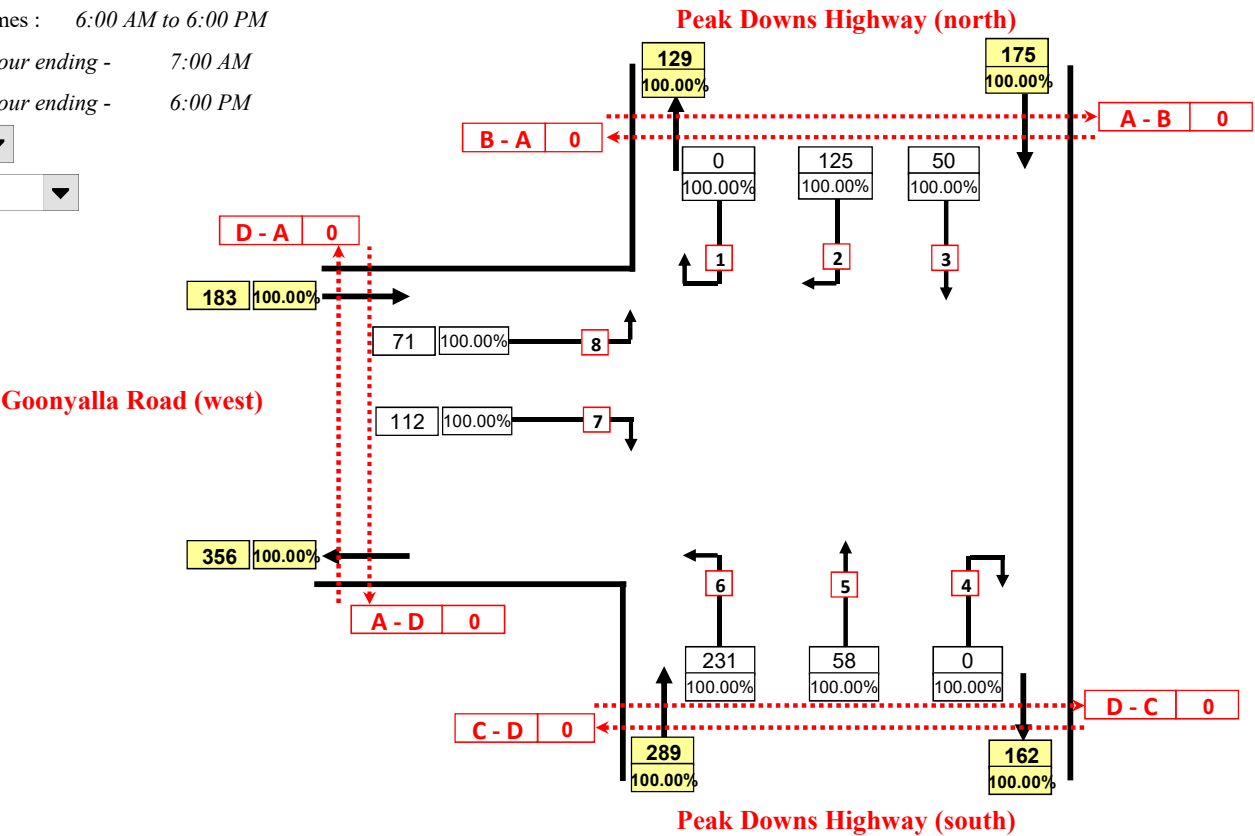 mes : 6:00 AM to 6:00 PM
our ending - 7:00 AM
our ending - 6:00 PM
Peak Downs Highway (north)
129
100.00%
175
100.00%
B - A 0
A - B 0
0
100.00%
125
100.00%
50
100.00%
1
2
3
D - A 0
183 100.00%
71 100.00% 8
Goonyalla Road (west)
112 100.00% 7
356 100.00%
6
5
4
A - D 0
231
100.00%
58
100.00%
0
100.00%
C - D 0
D - C 0
289
100.00%
162
100.00%
Peak Downs Highway (south)